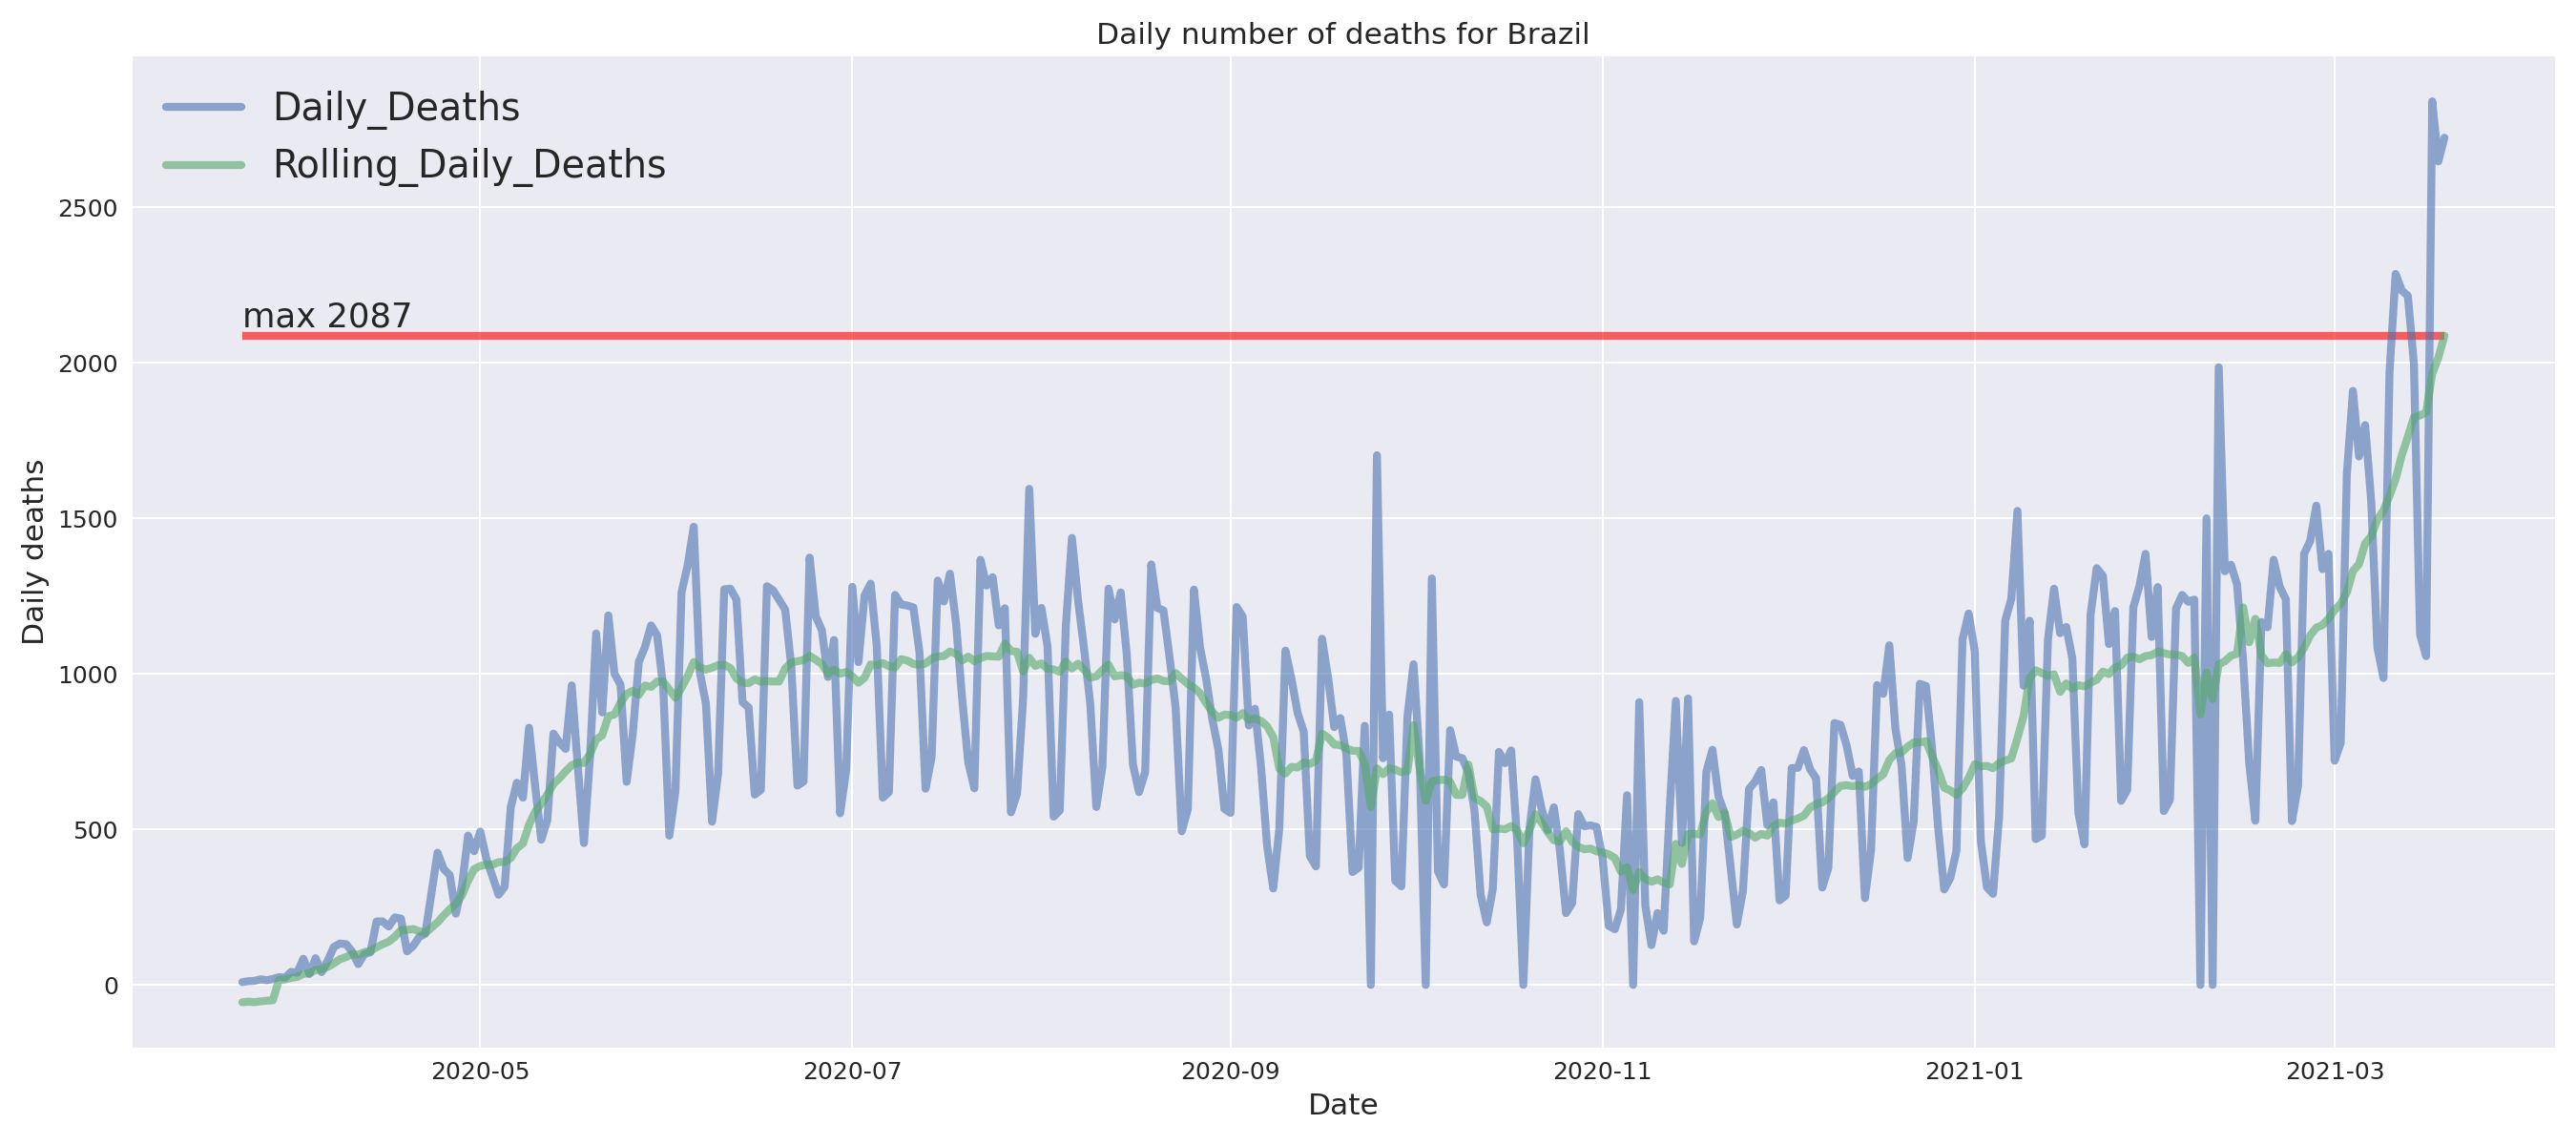 Daily number of deaths for Brazil
Daily_Deaths
Rolling_Daily_Deaths
2500
max 2087
2000
1500
Daily deaths
1000
500
0
2020-05 2020-07 2020-09 2020-11 2021-01 2021-03
Date